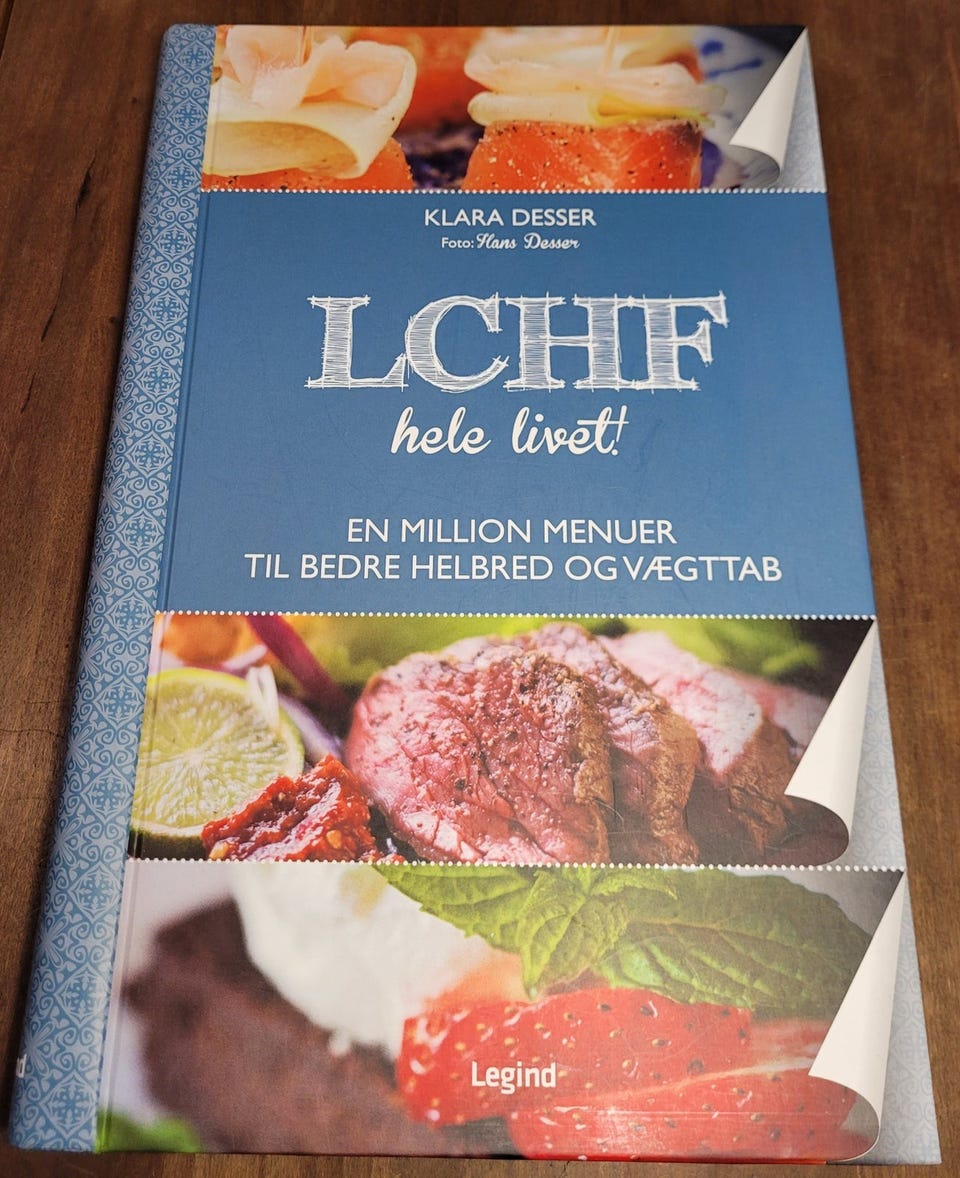 KLARA DESSER
Foto: Hans Desser
LCHF
hele livet!
EN MILLION MENUER
TIL BEDRE HELBRED OG VÆGTTAB
Legind